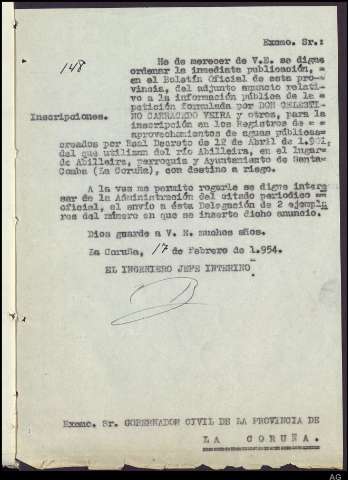 Excmo. Sr.:
148
He de merecer de V.E. se digne
ordenar la inmediata publicación, =
en el Boletín Oficial de esta pro-
vincia, del adjunto anuncio relati-
vo a la información pública de la =
petición formulada por DON CELESTI-
Inscripciones.
NO CARRACEDO VEIRA y otros, para la
inscripción en los Registros de = =
aprovechamientos de aguas públicas=
creados por Real Decreto de 12 de Abril de 1.901,
del que utilizan del río Abilleira, en el lugar=
de Abilleira, parroquia y Ayuntamiento de Santa-
Comba (La Coruña), con destino a riego.
A la vez me permito rogarle se digne intere
sar de la Administración del citado periodico =
oficial, el envío a ésta Delegación de 2 ejempla
res del número en que se inserte dicho anuncio.
Dios guarde a V. E. muchos años.
La Coruña, 17 de febrero de 1.954.
EL INGENIERO JEFE INTERINO
Excmo. Sr. GOBERNADOR CIVIL DE LA PROVINCIA DE
LA CORUÑA.
AG